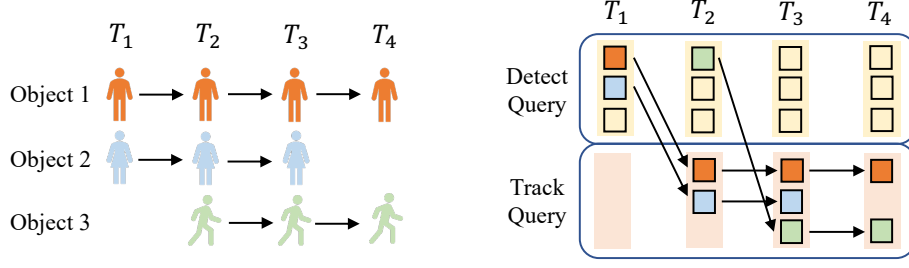 T₁ T₂ T₃ T₄
Object 1
Object 2
Object 3
T₁ T₂ T₃ T₄
Detect
Query
Track
Query